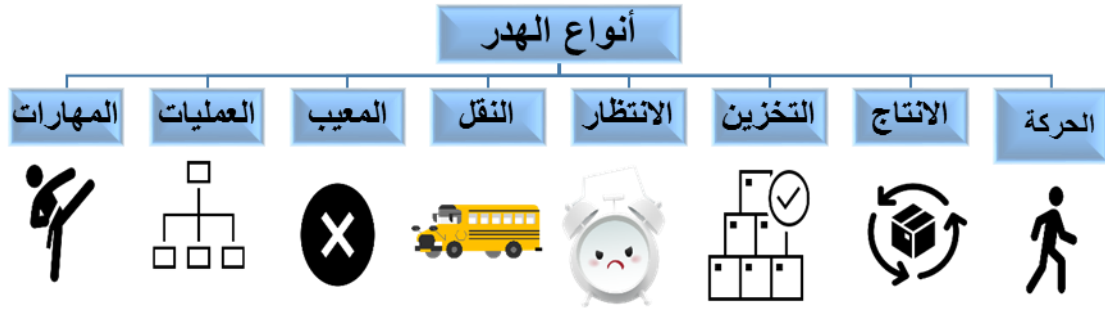 أنواع الهدر
الحركة
الانتاج
التخزين
الانتظار
النقل
المعيب
العمليات
المهارات
X